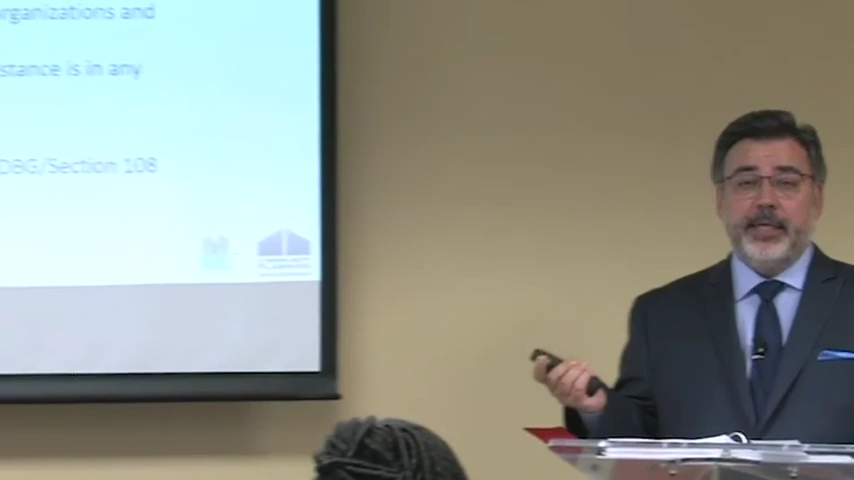 organizations and
stance is in any
DBG/Section 108